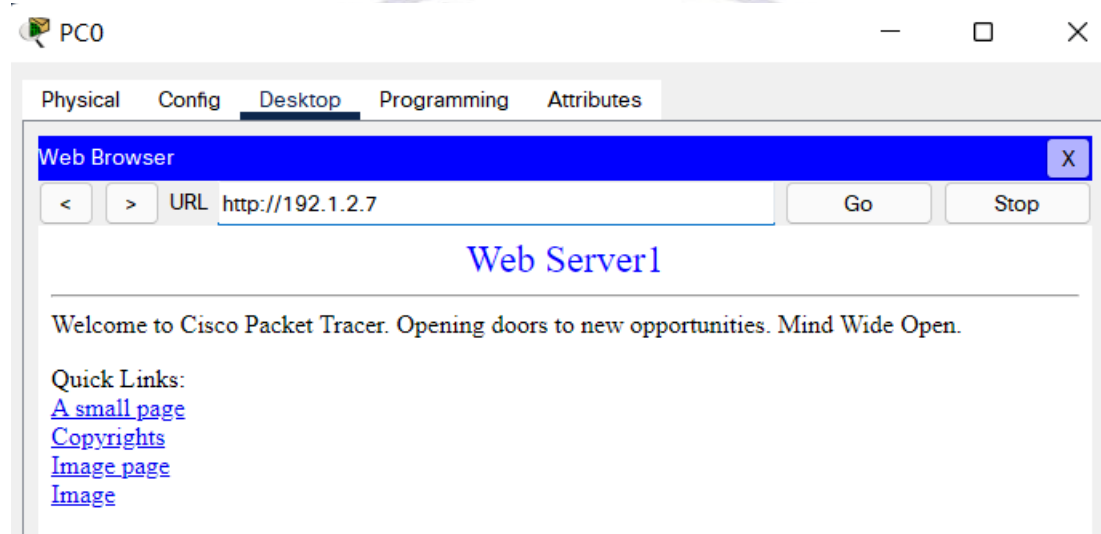 PC0
Physical Config Desktop Programming Attributes
Web Browser X
< > URL http://192.1.2.7 Go Stop
Web Server1
Welcome to Cisco Packet Tracer. Opening doors to new opportunities. Mind Wide Open.
Quick Links:
A small page
Copyrights
Image page
Image